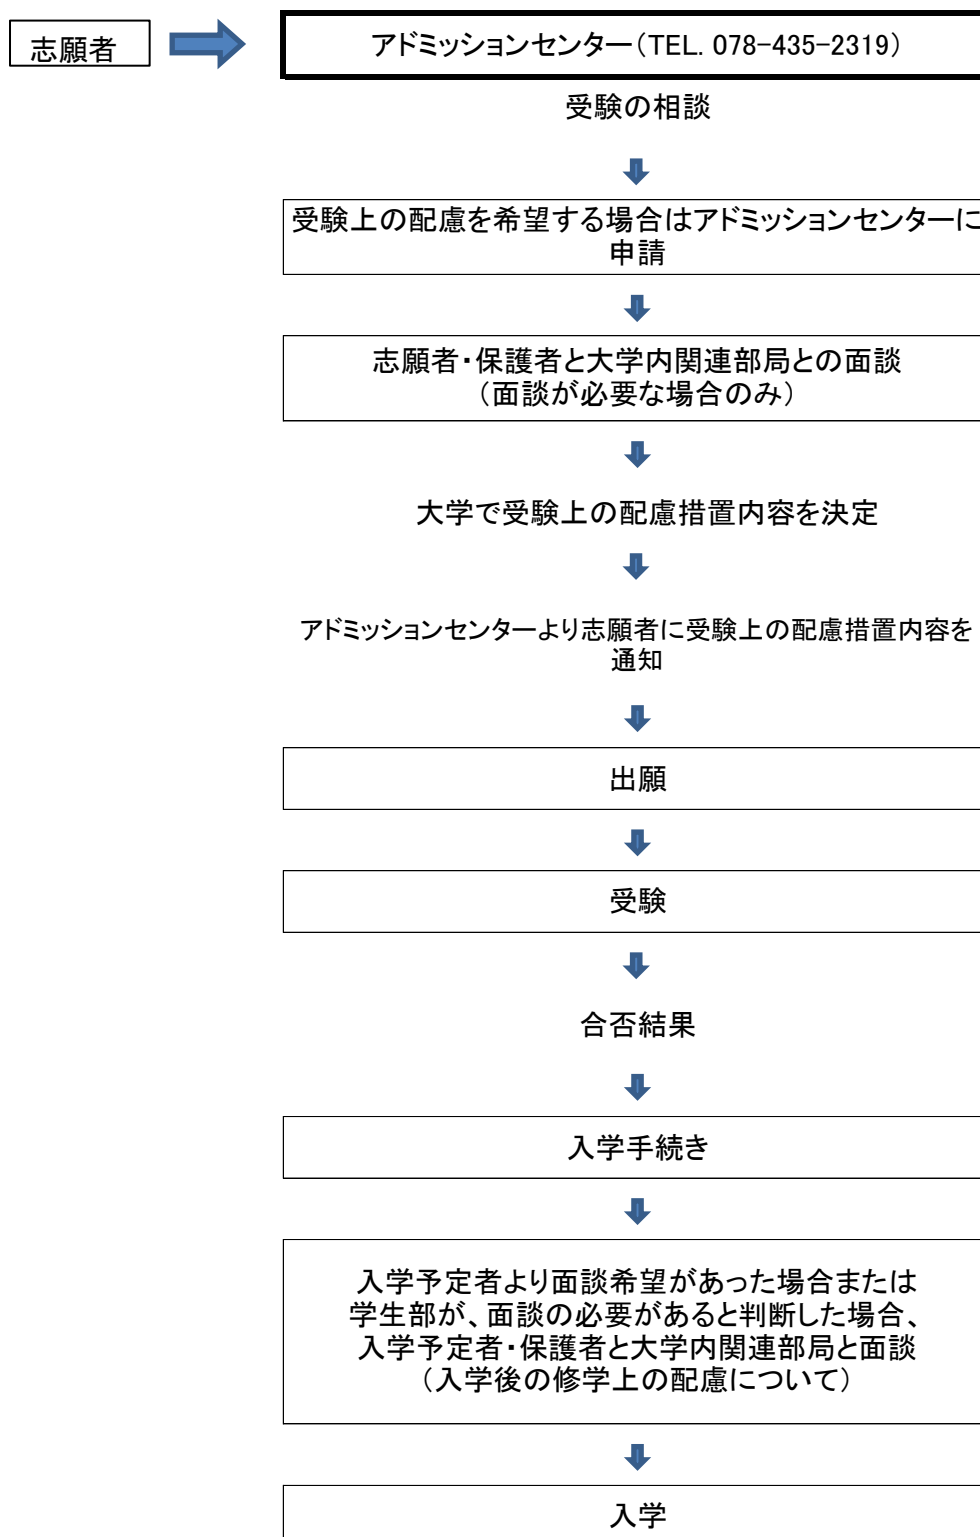 志願者
アドミッションセンター(TEL. 078-435-2319)
受験の相談
受験上の配慮を希望する場合はアドミッションセンターに
申請
志願者・保護者と大学内関連部局との面談
(面談が必要な場合のみ)
大学で受験上の配慮措置内容を決定
アドミッションセンターより志願者に受験上の配慮措置内容を
通知
出願
受験
合否結果
入学手続き
入学予定者より面談希望があった場合または
学生部が、面談の必要があると判断した場合、
入学予定者・保護者と大学内関連部局と面談
(入学後の修学上の配慮について)
入学